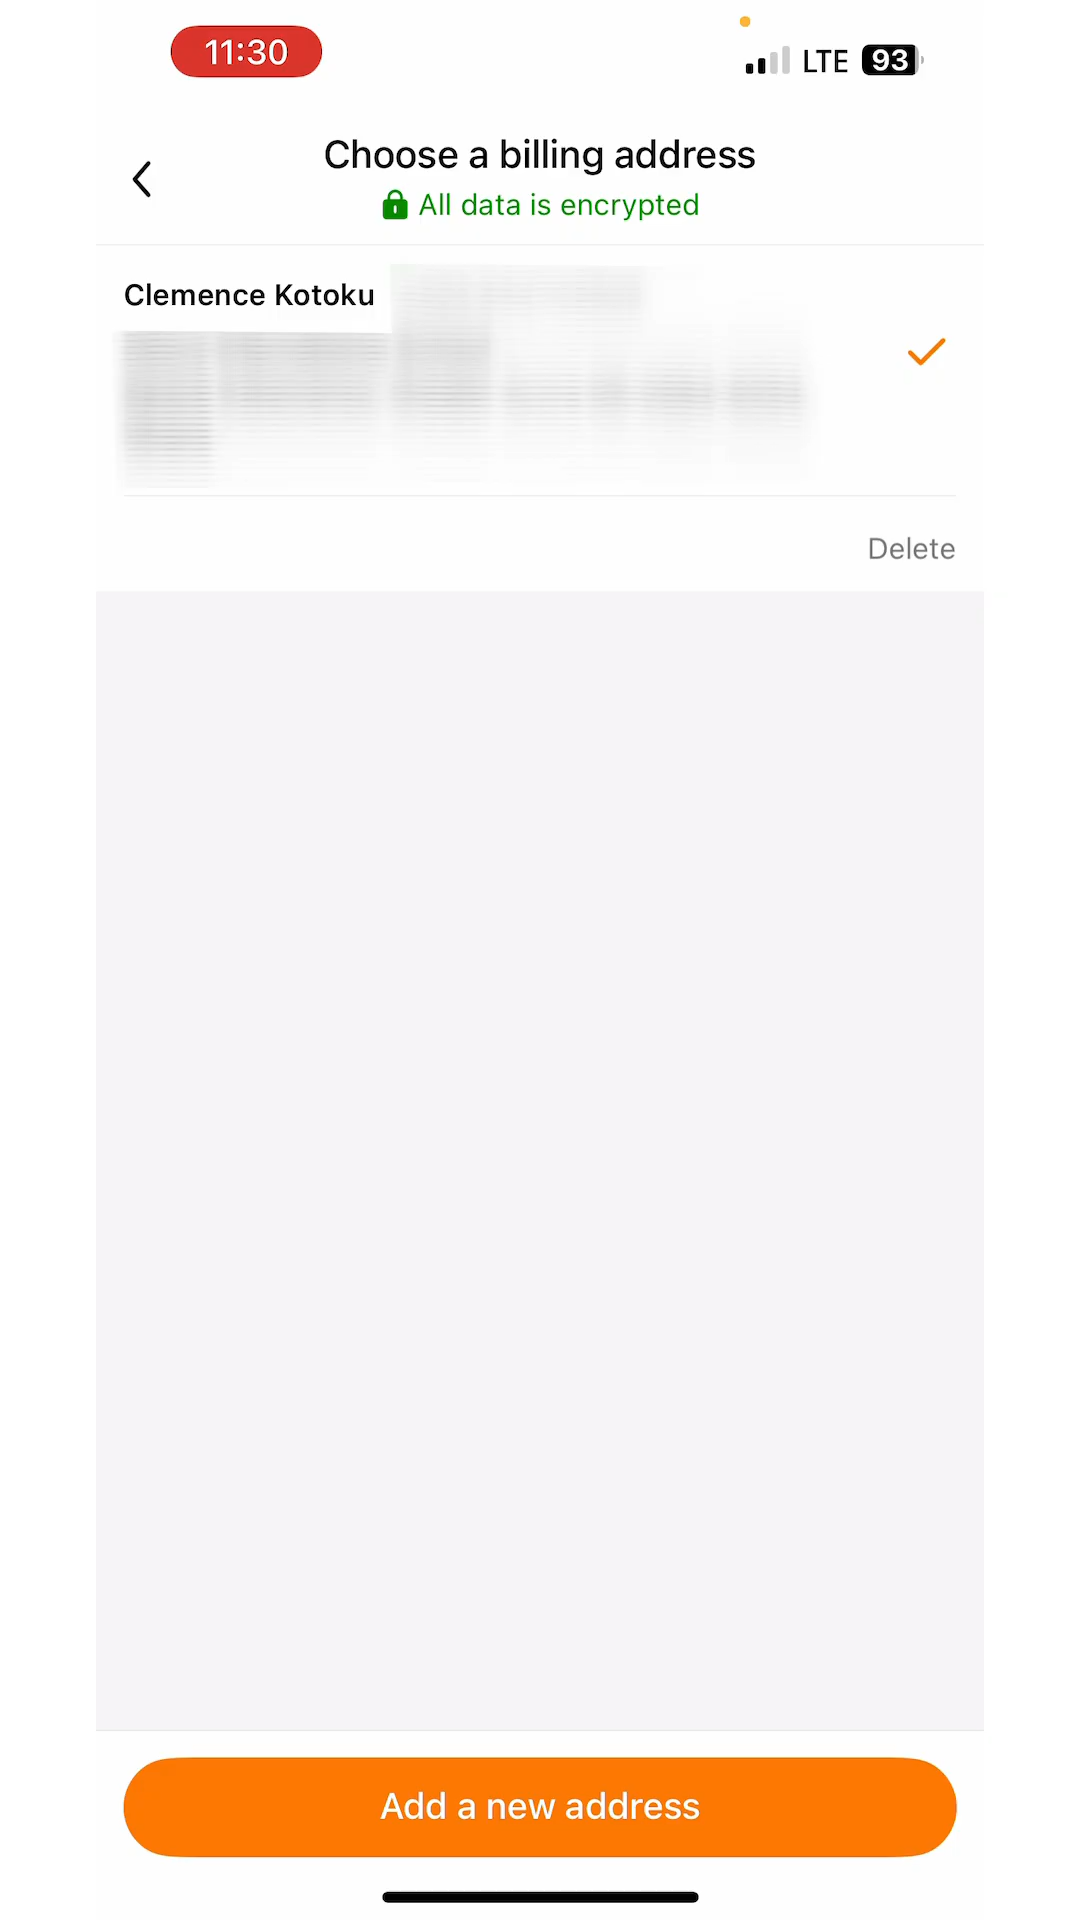 11:30
LTE 93
Choose a billing address
All data is encrypted
Clemence Kotoku
Delete
Add a new address